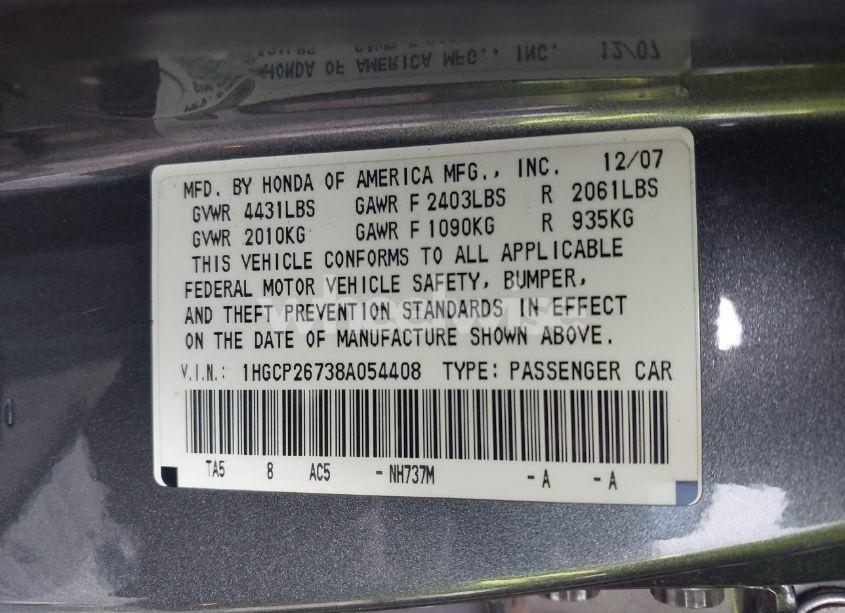 MFD. BY HONDA OF AMERICA MFG., INC. 12/07
GVWR 4431LBS GAWR F 2403LBS R 2061LBS
GVWR 2010KG GAWR F 1090KG R 935KG
THIS VEHICLE CONFORMS TO ALL APPLICABLE
FEDERAL MOTOR VEHICLE SAFETY, BUMPER,
AND THEFT PREVENTION STANDARDS IN EFFECT
ON THE DATE OF MANUFACTURE SHOWN ABOVE.
V.I.N.: 1HGCP26738A054408 TYPE: PASSENGER CAR
TA5 8 AC5 - NH737M - A - A